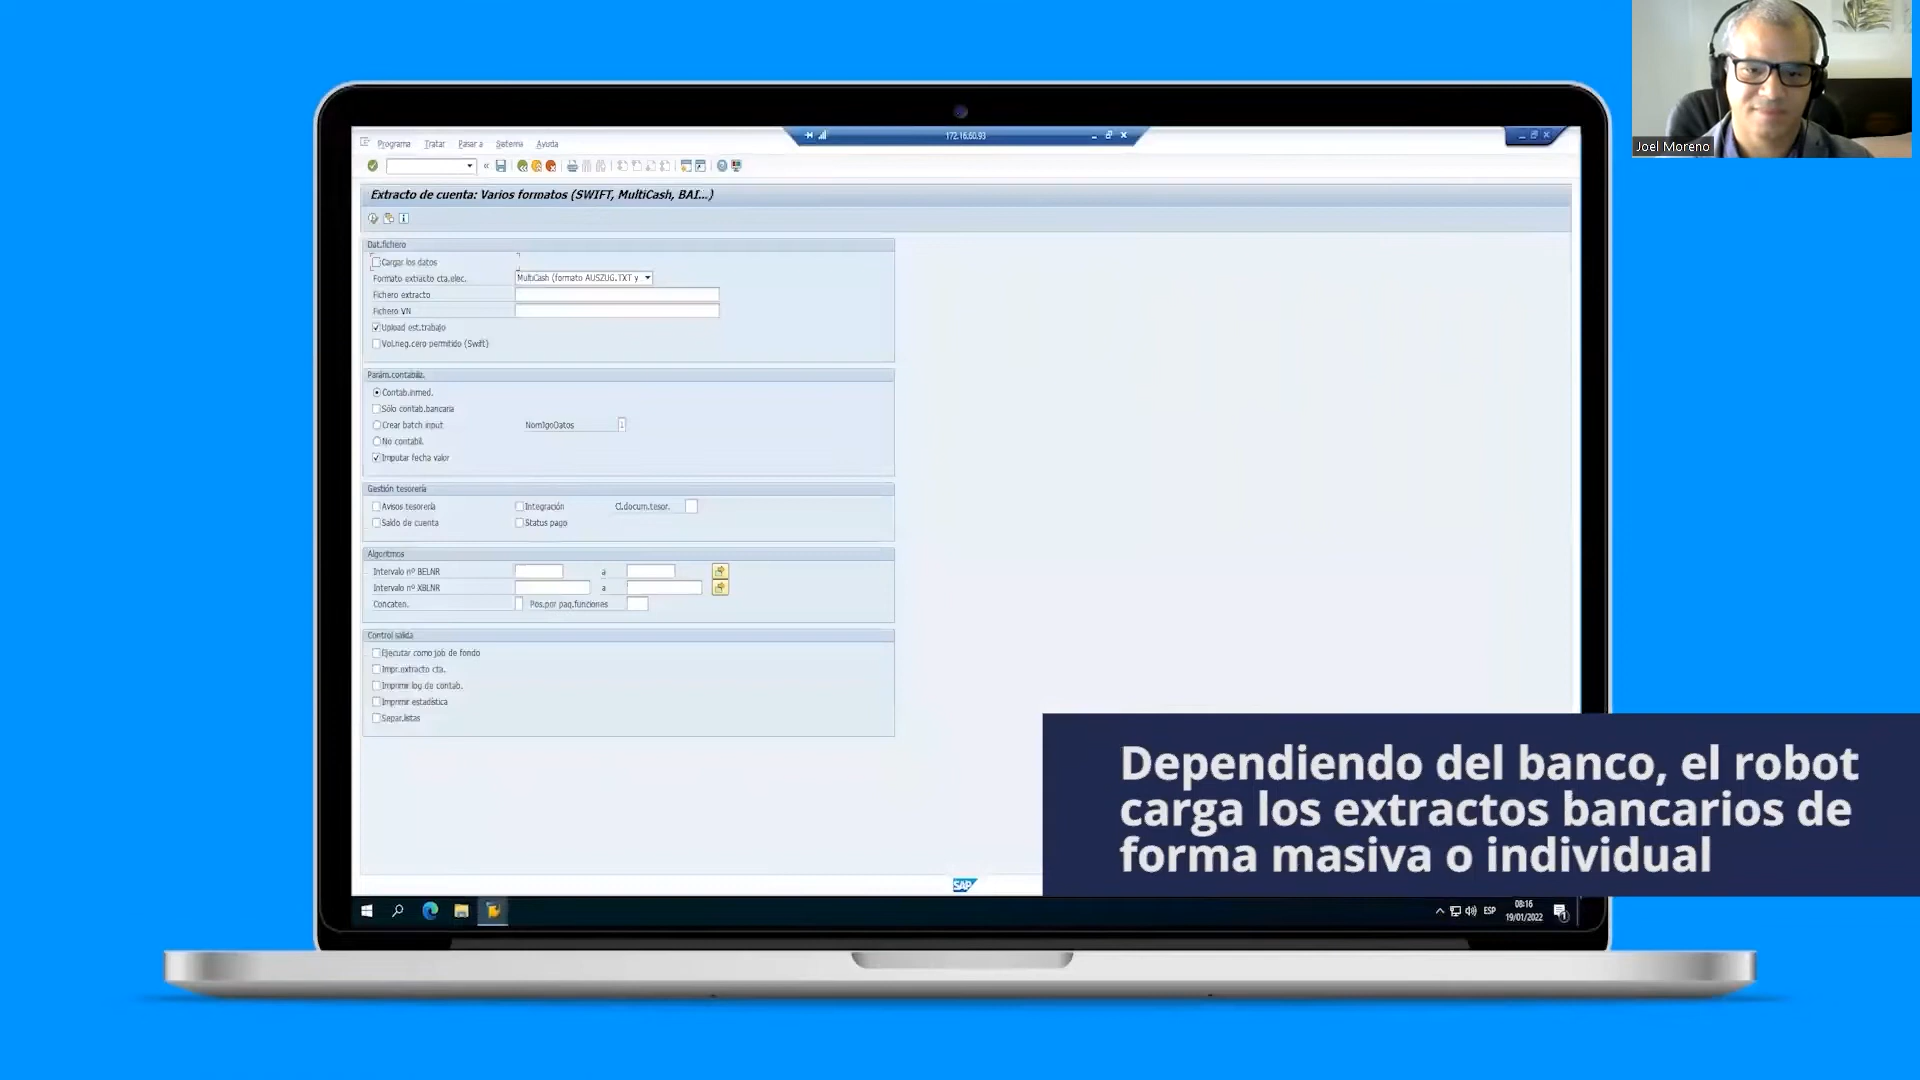 Joel Moreno
172.16.60.93
Programa Tratar Pasar a Sistema Ayuda
Extracto de cuenta: Varios formatos (SWIFT, MultiCash, BAI...)
Dat.fichero
Cargar los datos
Formato extracto cta.elec. MultiCash (formato AUSZUG.TXT y
Fichero extracto
Fichero VN
Upload est.trabajo
Vol.neg.cero permitido (Swift)
Parám.contabiliz.
Contab.inmed.
Sólo contab.bancaria
Crear batch input NomJgoDatos 1
No contabil.
Imputar fecha valor
Gestión tesorería
Avisos tesorería Integración Cl.docum.tesor.
Saldo de cuenta Status pago
Algoritmos
Intervalo nº BELNR a
Intervalo nº XBLNR a
Concaten. Pos.por paq.funciones
Control salida
Ejecutar como job de fondo
Impr.extracto cta.
Imprimir log de contab.
Imprimir estadística
Separ.listas
Dependiendo del banco, el robot
carga los extractos bancarios de
forma masiva o individual
SAP
ESP
08:16
19/01/2022
1